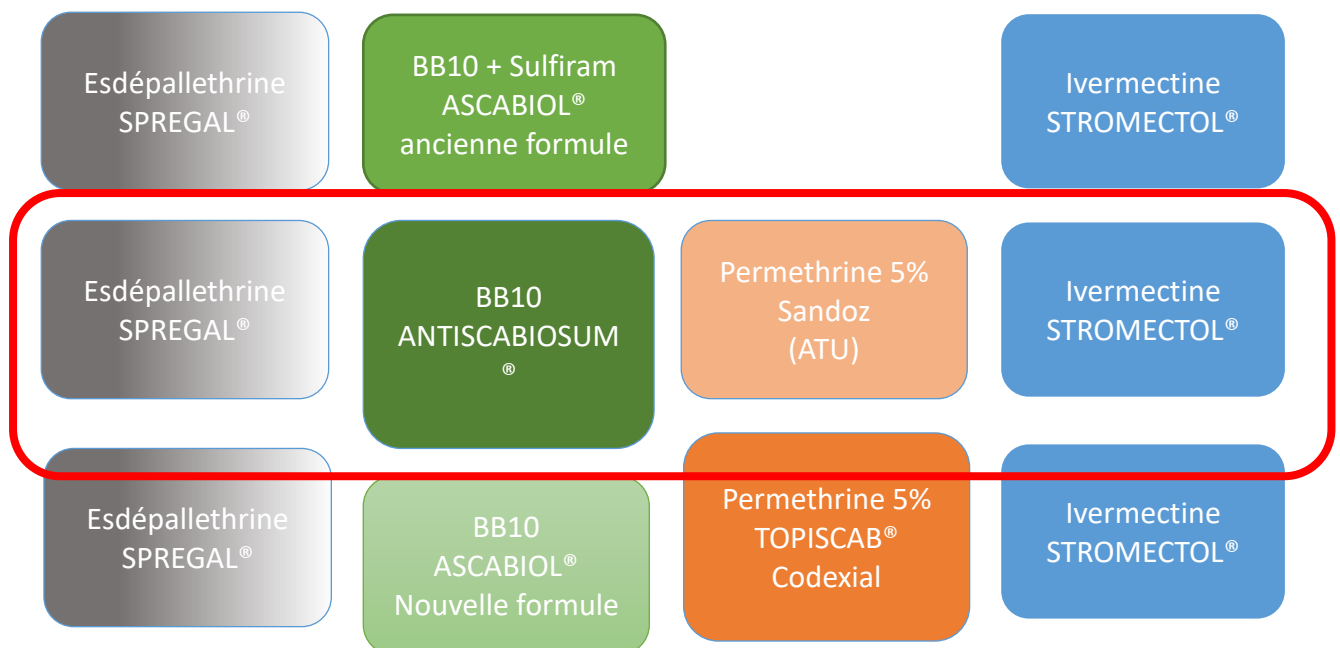 Esdépallethrine
SPREGAL®
BB10 + Sulfiram
ASCABIOL®
ancienne formule
Ivermectine
STROMECTOL®
Esdépallethrine
SPREGAL®
BB10
ANTISCABIOSUM
®
Permethrine 5%
Sandoz
(ATU)
Ivermectine
STROMECTOL®
Esdépallethrine
SPREGAL®
BB10
ASCABIOL®
Nouvelle formule
Permethrine 5%
TOPISCAB®
Codexial
Ivermectine
STROMECTOL®